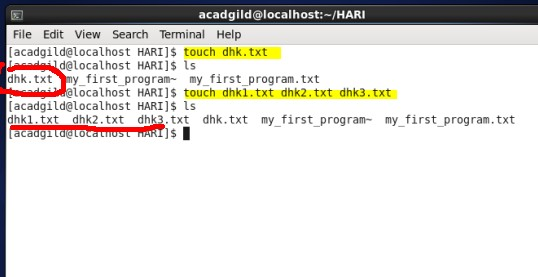 acadgild@localhost:~/HARI
File Edit View Search Terminal Help
[acadgild@localhost HARI]$ touch dhk.txt
[acadgild@localhost HARI]$ ls
dhk.txt my_first_program~ my_first_program.txt
[acadgild@localhost HARI]$ touch dhk1.txt dhk2.txt dhk3.txt
[acadgild@localhost HARI]$ ls
dhk1.txt dhk2.txt dhk3.txt dhk.txt my_first_program~ my_first_program.txt
[acadgild@localhost HARI]$